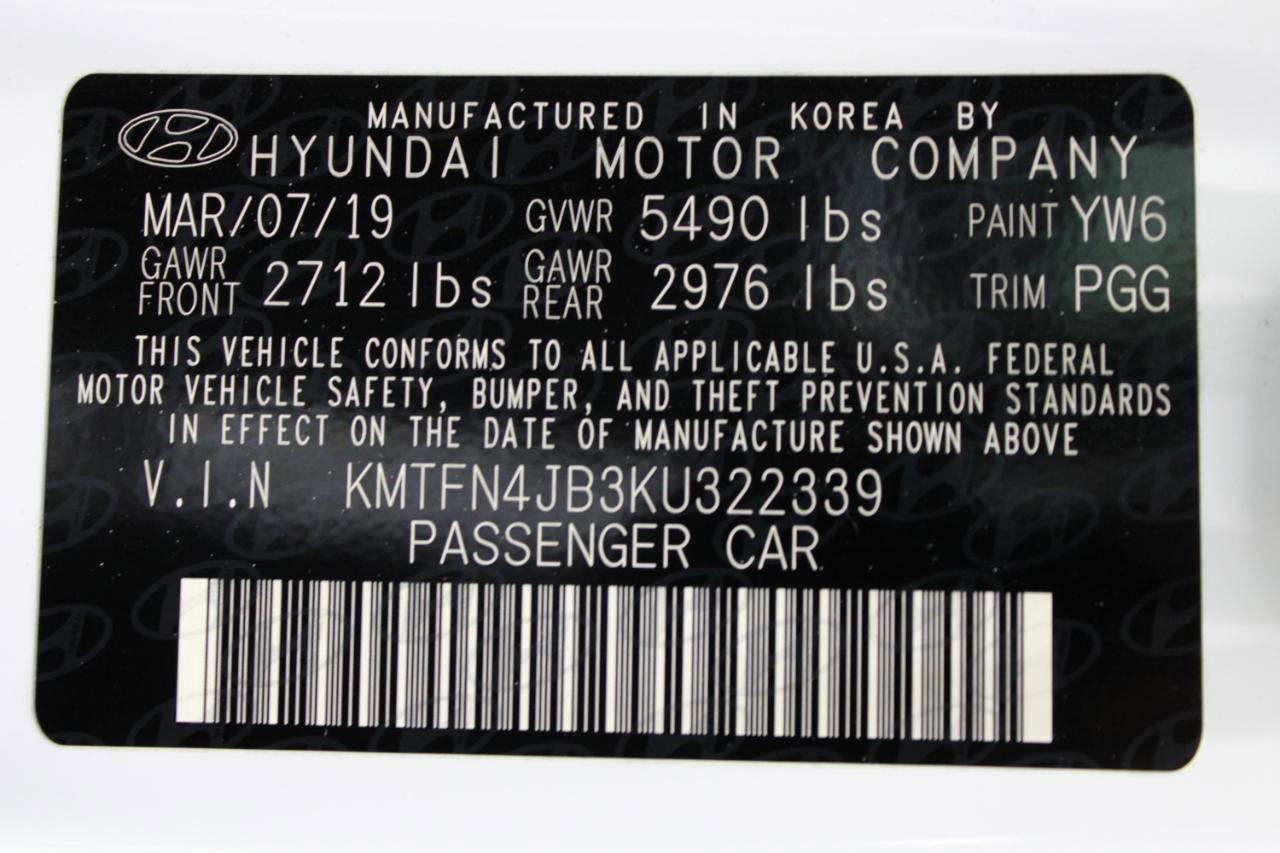 MANUFACTURED IN KOREA BY
HYUNDAI MOTOR COMPANY
MAR/07/19 GVWR 5490 lbs PAINT YW6
GAWR FRONT 2712 lbs GAWR REAR 2976 lbs TRIM PGG
THIS VEHICLE CONFORMS TO ALL APPLICABLE U.S.A. FEDERAL
MOTOR VEHICLE SAFETY, BUMPER, AND THEFT PREVENTION STANDARDS
IN EFFECT ON THE DATE OF MANUFACTURE SHOWN ABOVE
V.I.N KMTFN4JB3KU322339
PASSENGER CAR